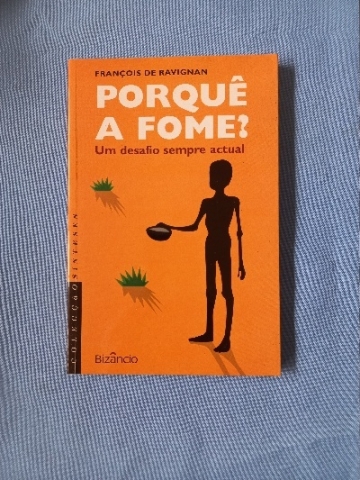 FRANÇOIS DE RAVIGNAN
PORQUÊ
A FOME?
Um desafio sempre actual
COLECÇÃO SÍNTESES
Bizâncio